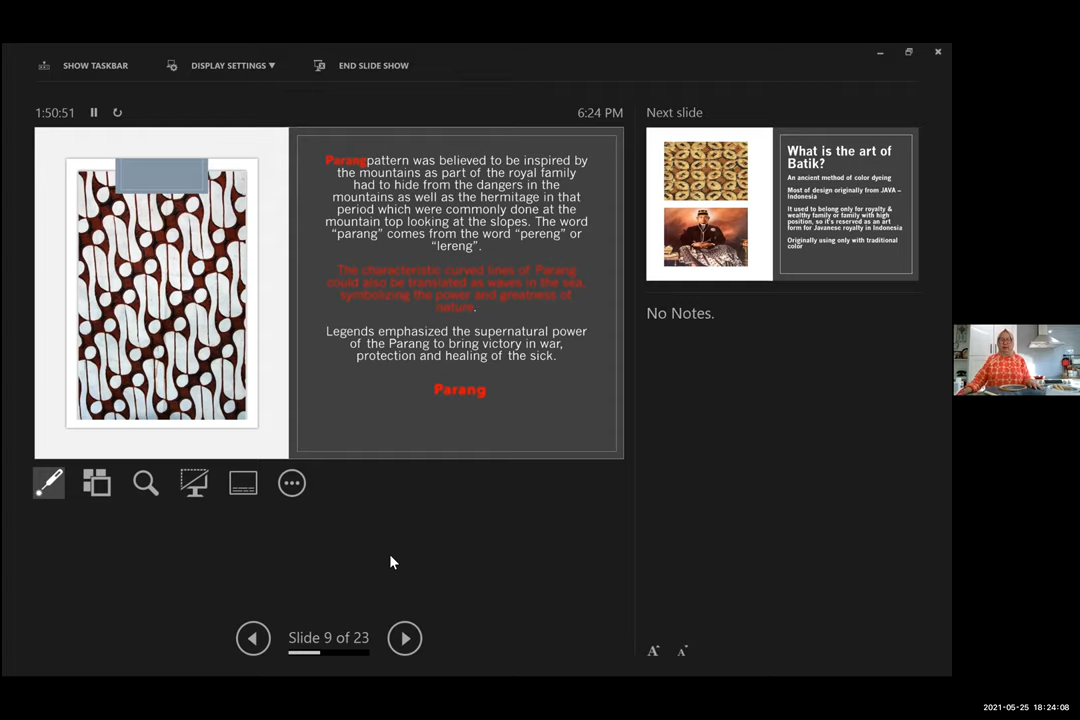 SHOW TASKBAR
DISPLAY SETTINGS ▼
END SLIDE SHOW
1:50:51
6:24 PM
Parangpattern was believed to be inspired by
the mountains as part of the royal family
had to hide from the dangers in the
mountains as well as the hermitage in that
period which were commonly done at the
mountain top looking at the slopes. The word
“parang” comes from the word “pereng” or
“lereng”.
The characteristic curved lines of Parang
could also be translated as waves in the sea,
symbolizing the power and greatness of
nature.
Legends emphasized the supernatural power
of the Parang to bring victory in war,
protection and healing of the sick.
Parang
Slide 9 of 23
Next slide
What is the art of
Batik?
An ancient method of color dyeing
Most of design originally from JAVA –
Indonesia
It used to belong only for royalty &
wealthy family or family with high
position, so it's reserved as an art
form for Javanese royalty in Indonesia
Originally using only with traditional
color
No Notes.
A A
2021-05-25 18:24:08